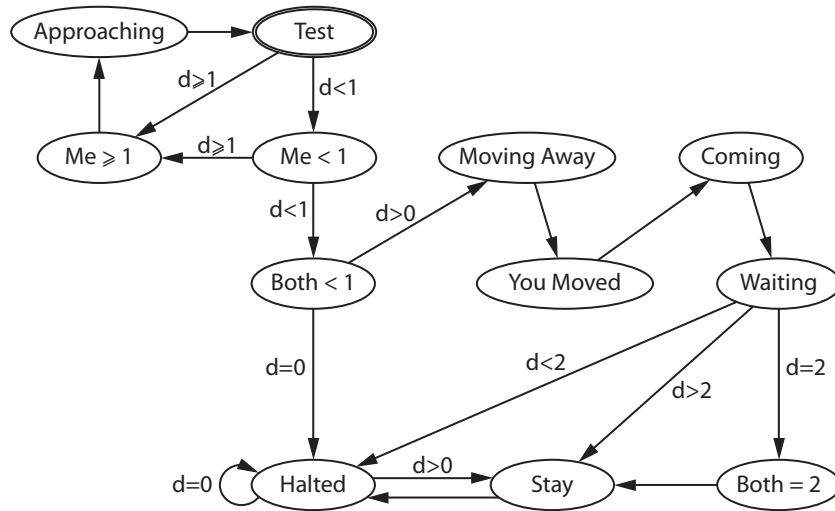 Approaching
Test
d⩾1
d<1
Me ⩾ 1
d⩾1
Me < 1
Moving Away
Coming
d<1
d>0
Both < 1
You Moved
Waiting
d=0
d<2
d>2
d=2
d=0
Halted
d>0
Stay
Both = 2